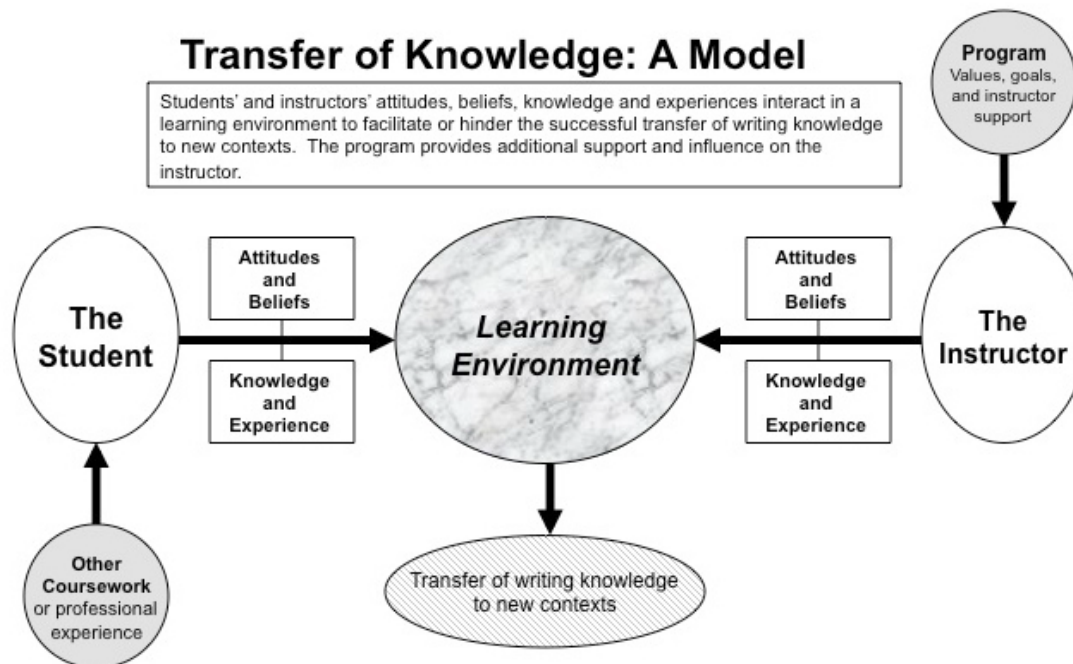 Transfer of Knowledge: A Model
Students' and instructors' attitudes, beliefs, knowledge and experiences interact in a
learning environment to facilitate or hinder the successful transfer of writing knowledge
to new contexts.  The program provides additional support and influence on the
instructor.
Program
Values, goals,
and instructor
support
The
Student
Attitudes
and
Beliefs
Knowledge
and
Experience
Learning
Environment
Attitudes
and
Beliefs
Knowledge
and
Experience
The
Instructor
Other
Coursework
or professional
experience
Transfer of writing knowledge
to new contexts